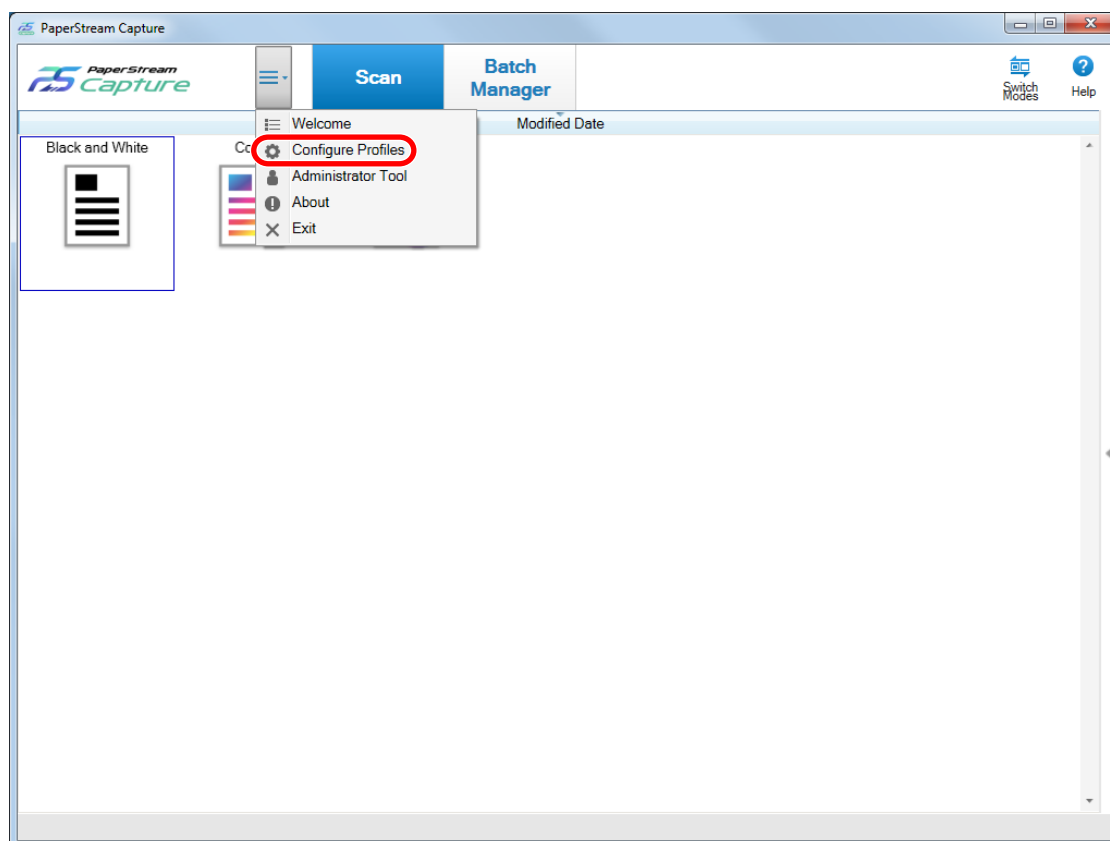 PaperStream Capture
PaperStream
Capture
Scan
Batch
Manager
Switch
Modes
Help
Modified Date
Welcome
Configure Profiles
Administrator Tool
About
Exit
Black and White